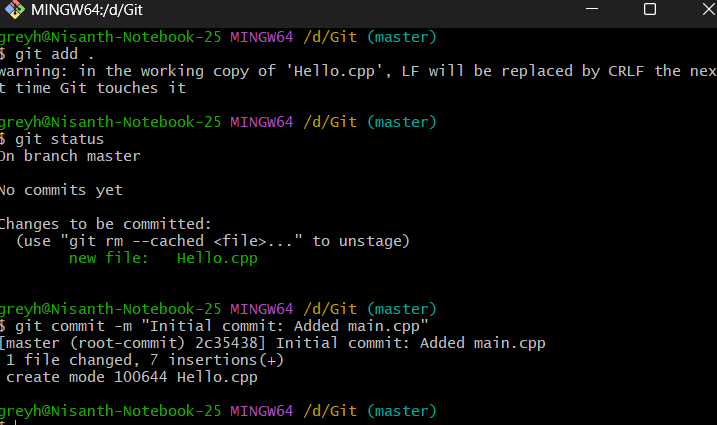 MINGW64:/d/Git
greyh@Nisanth-Notebook-25 MINGW64 /d/Git (master)
$ git add .
warning: in the working copy of 'Hello.cpp', LF will be replaced by CRLF the nex
t time Git touches it
greyh@Nisanth-Notebook-25 MINGW64 /d/Git (master)
$ git status
On branch master
No commits yet
Changes to be committed:
  (use "git rm --cached <file>..." to unstage)
        new file:   Hello.cpp
greyh@Nisanth-Notebook-25 MINGW64 /d/Git (master)
$ git commit -m "Initial commit: Added main.cpp"
[master (root-commit) 2c35438] Initial commit: Added main.cpp
 1 file changed, 7 insertions(+)
 create mode 100644 Hello.cpp
greyh@Nisanth-Notebook-25 MINGW64 /d/Git (master)
$